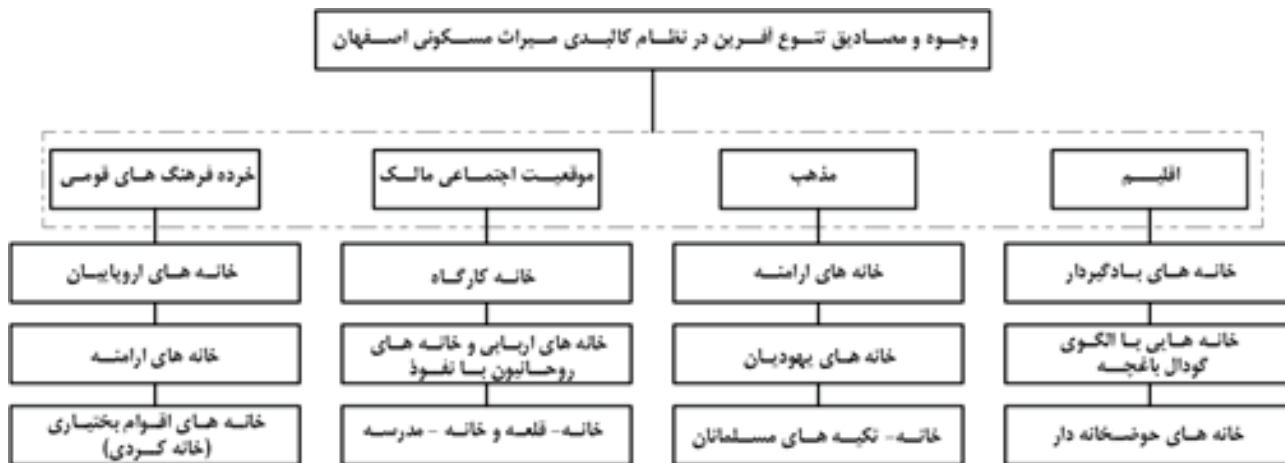 وجوه و مصادیق تنوع آفرین در نظام کالبدی میراث مسکونی اصفهان
اقلیم
مذهب
موقعیت اجتماعی مالک
خرده فرهنگ های قومی
خانه های بادگیردار
خانه های ارامنه
خانه کارگاه
خانه های اروپاییان
خانه هایی با الگوی
گودال باغچه
خانه های یهودیان
خانه های اربابی و خانه های
روحانیون با نفوذ
خانه های ارامنه
خانه های حوضخانه دار
خانه- تکیه های مسلمانان
خانه- قلعه و خانه - مدرسه
خانه های اقوام بختیاری
(خانه کردی)